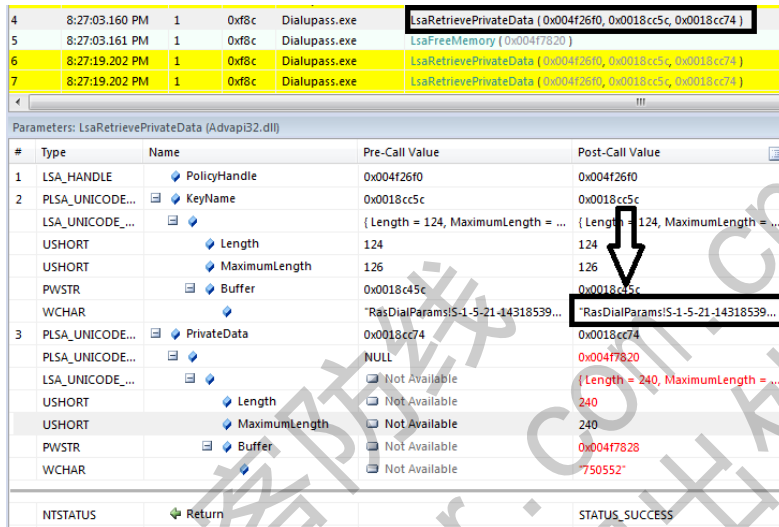 4 8:27:03.160 PM 1 0xf8c Dialupass.exe LsaRetrievePrivateData ( 0x004f26f0, 0x0018cc5c, 0x0018cc74 )
5 8:27:03.161 PM 1 0xf8c Dialupass.exe LsaFreeMemory ( 0x004f7820 )
6 8:27:19.202 PM 1 0xf8c Dialupass.exe LsaRetrievePrivateData ( 0x004f26f0, 0x0018cc5c, 0x0018cc74 )
7 8:27:19.202 PM 1 0xf8c Dialupass.exe LsaRetrievePrivateData ( 0x004f26f0, 0x0018cc5c, 0x0018cc74 )
Parameters: LsaRetrievePrivateData (Advapi32.dll)
# Type Name Pre-Call Value Post-Call Value
1 LSA_HANDLE PolicyHandle 0x004f26f0 0x004f26f0
2 PLSA_UNICODE... KeyName 0x0018cc5c 0x0018cc5c
LSA_UNICODE_... { Length = 124, MaximumLength = ... { Length = 124, MaximumLength = ...
USHORT Length 124 124
USHORT MaximumLength 126 126
PWSTR Buffer 0x0018c45c 0x0018c45c
WCHAR "RasDialParams!S-1-5-21-14318539... "RasDialParams!S-1-5-21-14318539...
3 PLSA_UNICODE... PrivateData 0x0018cc74 0x0018cc74
PLSA_UNICODE... NULL 0x004f7820
LSA_UNICODE_... Not Available { Length = 240, MaximumLength = ...
USHORT Length Not Available 240
USHORT MaximumLength Not Available 240
PWSTR Buffer Not Available 0x004f7828
WCHAR Not Available "750552"
NTSTATUS Return STATUS_SUCCESS